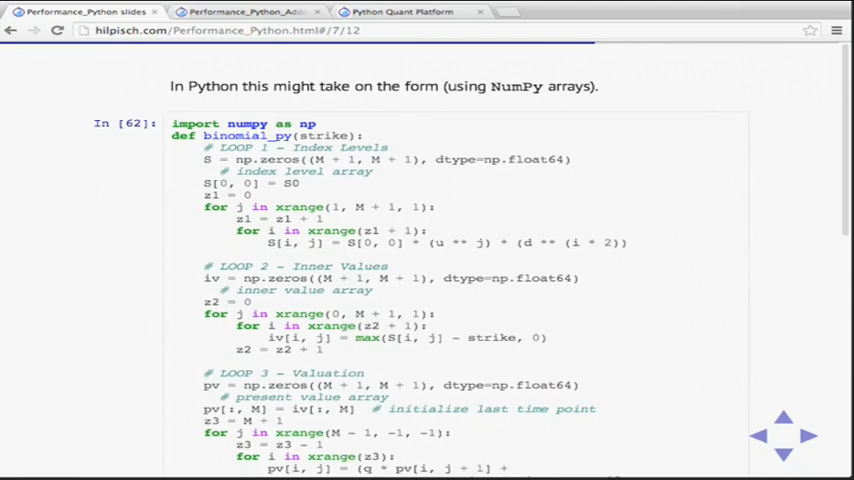 Performance_Python slides
Performance_Python_Add
Python Quant Platform
hilpisch.com/Performance_Python.html#/7/12
In Python this might take on the form (using NumPy arrays).
In [62]:
import numpy as np
def binomial_py(strike):
# LOOP 1 - Index Levels
S = np.zeros((M + 1, M + 1), dtype=np.float64)
# index level array
S[0, 0] = S0
z1 = 0
for j in xrange(1, M + 1, 1):
z1 = z1 + 1
for i in xrange(z1 + 1):
S[i, j] = S[0, 0] * (u ** j) * (d ** (i * 2))
# LOOP 2 - Inner Values
iv = np.zeros((M + 1, M + 1), dtype=np.float64)
# inner value array
z2 = 0
for j in xrange(0, M + 1, 1):
for i in xrange(z2 + 1):
iv[i, j] = max(S[i, j] - strike, 0)
z2 = z2 + 1
# LOOP 3 - Valuation
pv = np.zeros((M + 1, M + 1), dtype=np.float64)
# present value array
pv[:, M] = iv[:, M] # initialize last time point
z3 = M + 1
for j in xrange(M - 1, -1, -1):
z3 = z3 - 1
for i in xrange(z3):
pv[i, j] = (q * pv[i, j + 1] +